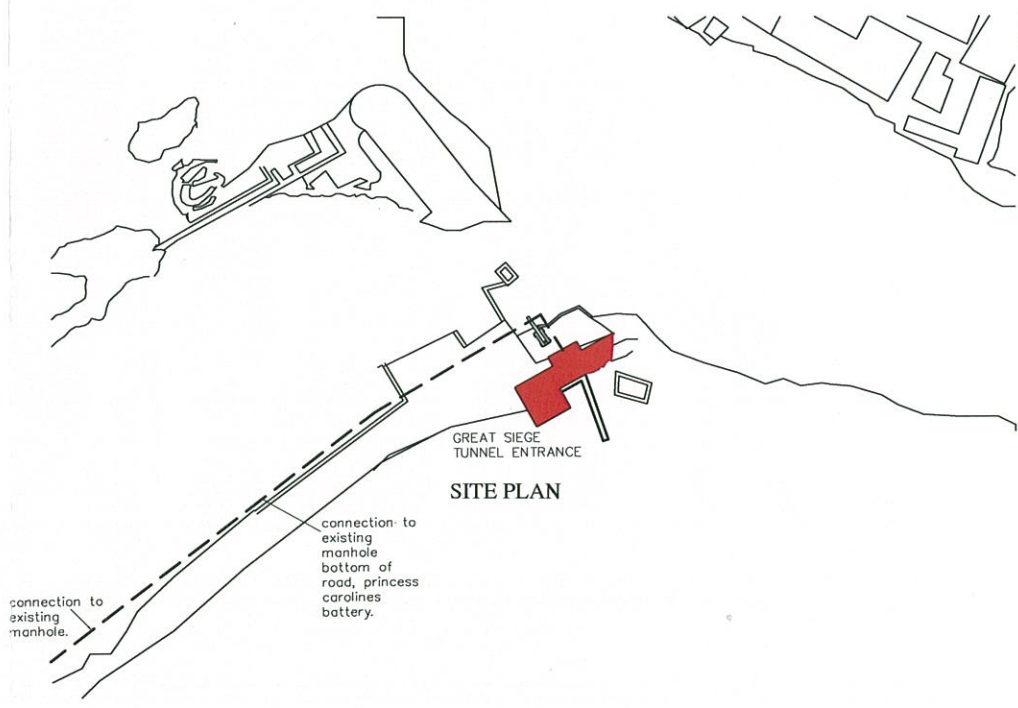 GREAT SIEGE
TUNNEL ENTRANCE
SITE PLAN
connection to
existing
manhole
bottom of
road, princess
carolines
battery.
connection to
existing
manhole.